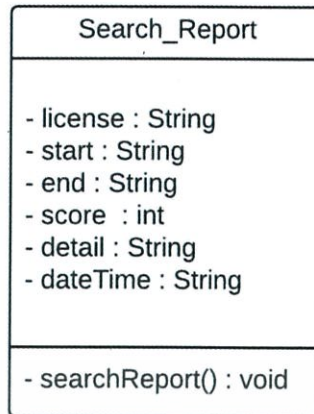 Search_Report
- license : String
- start : String
- end : String
- score : int
- detail : String
- dateTime : String
- searchReport() : void